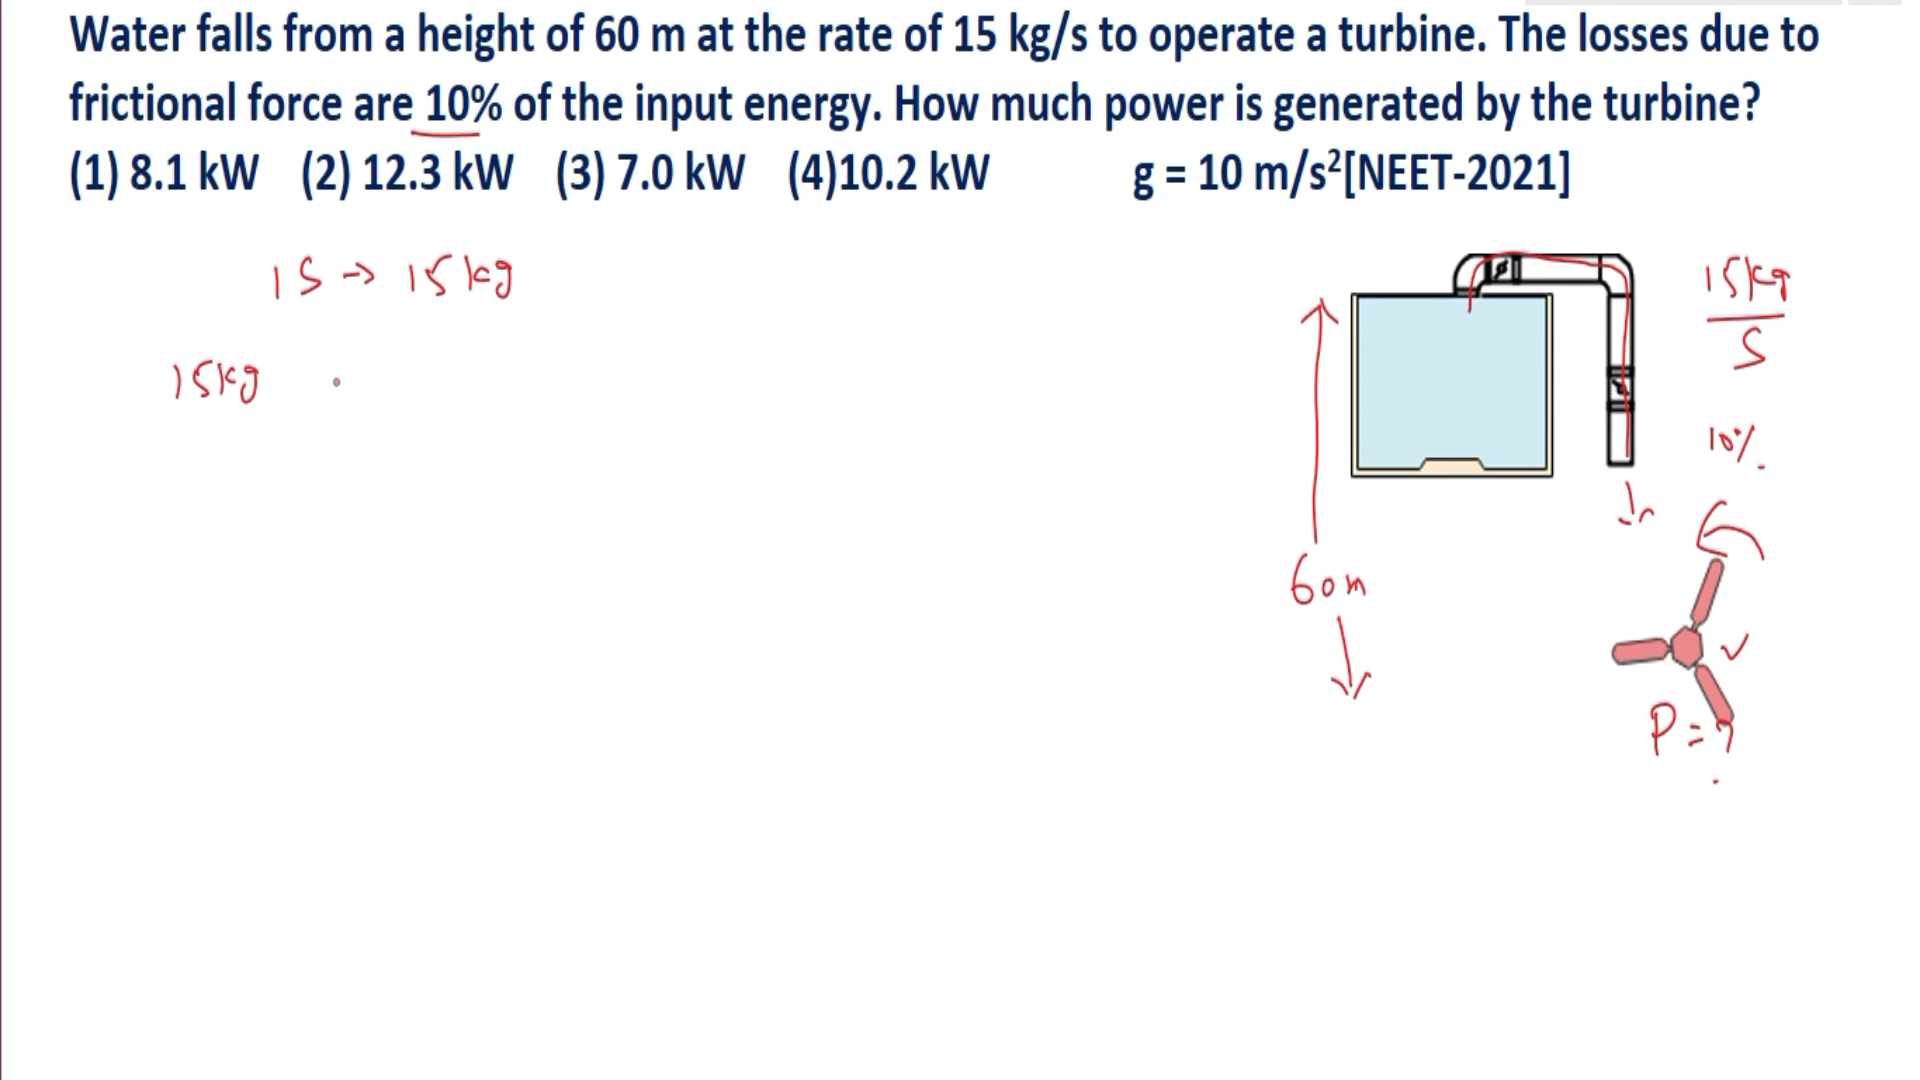 Water falls from a height of 60 m at the rate of 15 kg/s to operate a turbine. The losses due to
frictional force are 10% of the input energy. How much power is generated by the turbine?
(1) 8.1 kW (2) 12.3 kW (3) 7.0 kW (4)10.2 kW g = 10 m/s²[NEET-2021]
1S → 15kg
15kg
S
15kg
10%
60m
P = ?